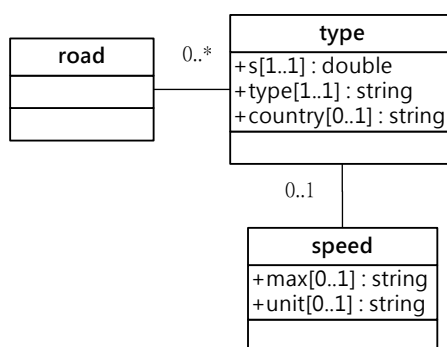 road
0..*
type
+s[1..1] : double
+type[1..1] : string
+country[0..1] : string
0..1
speed
+max[0..1] : string
+unit[0..1] : string